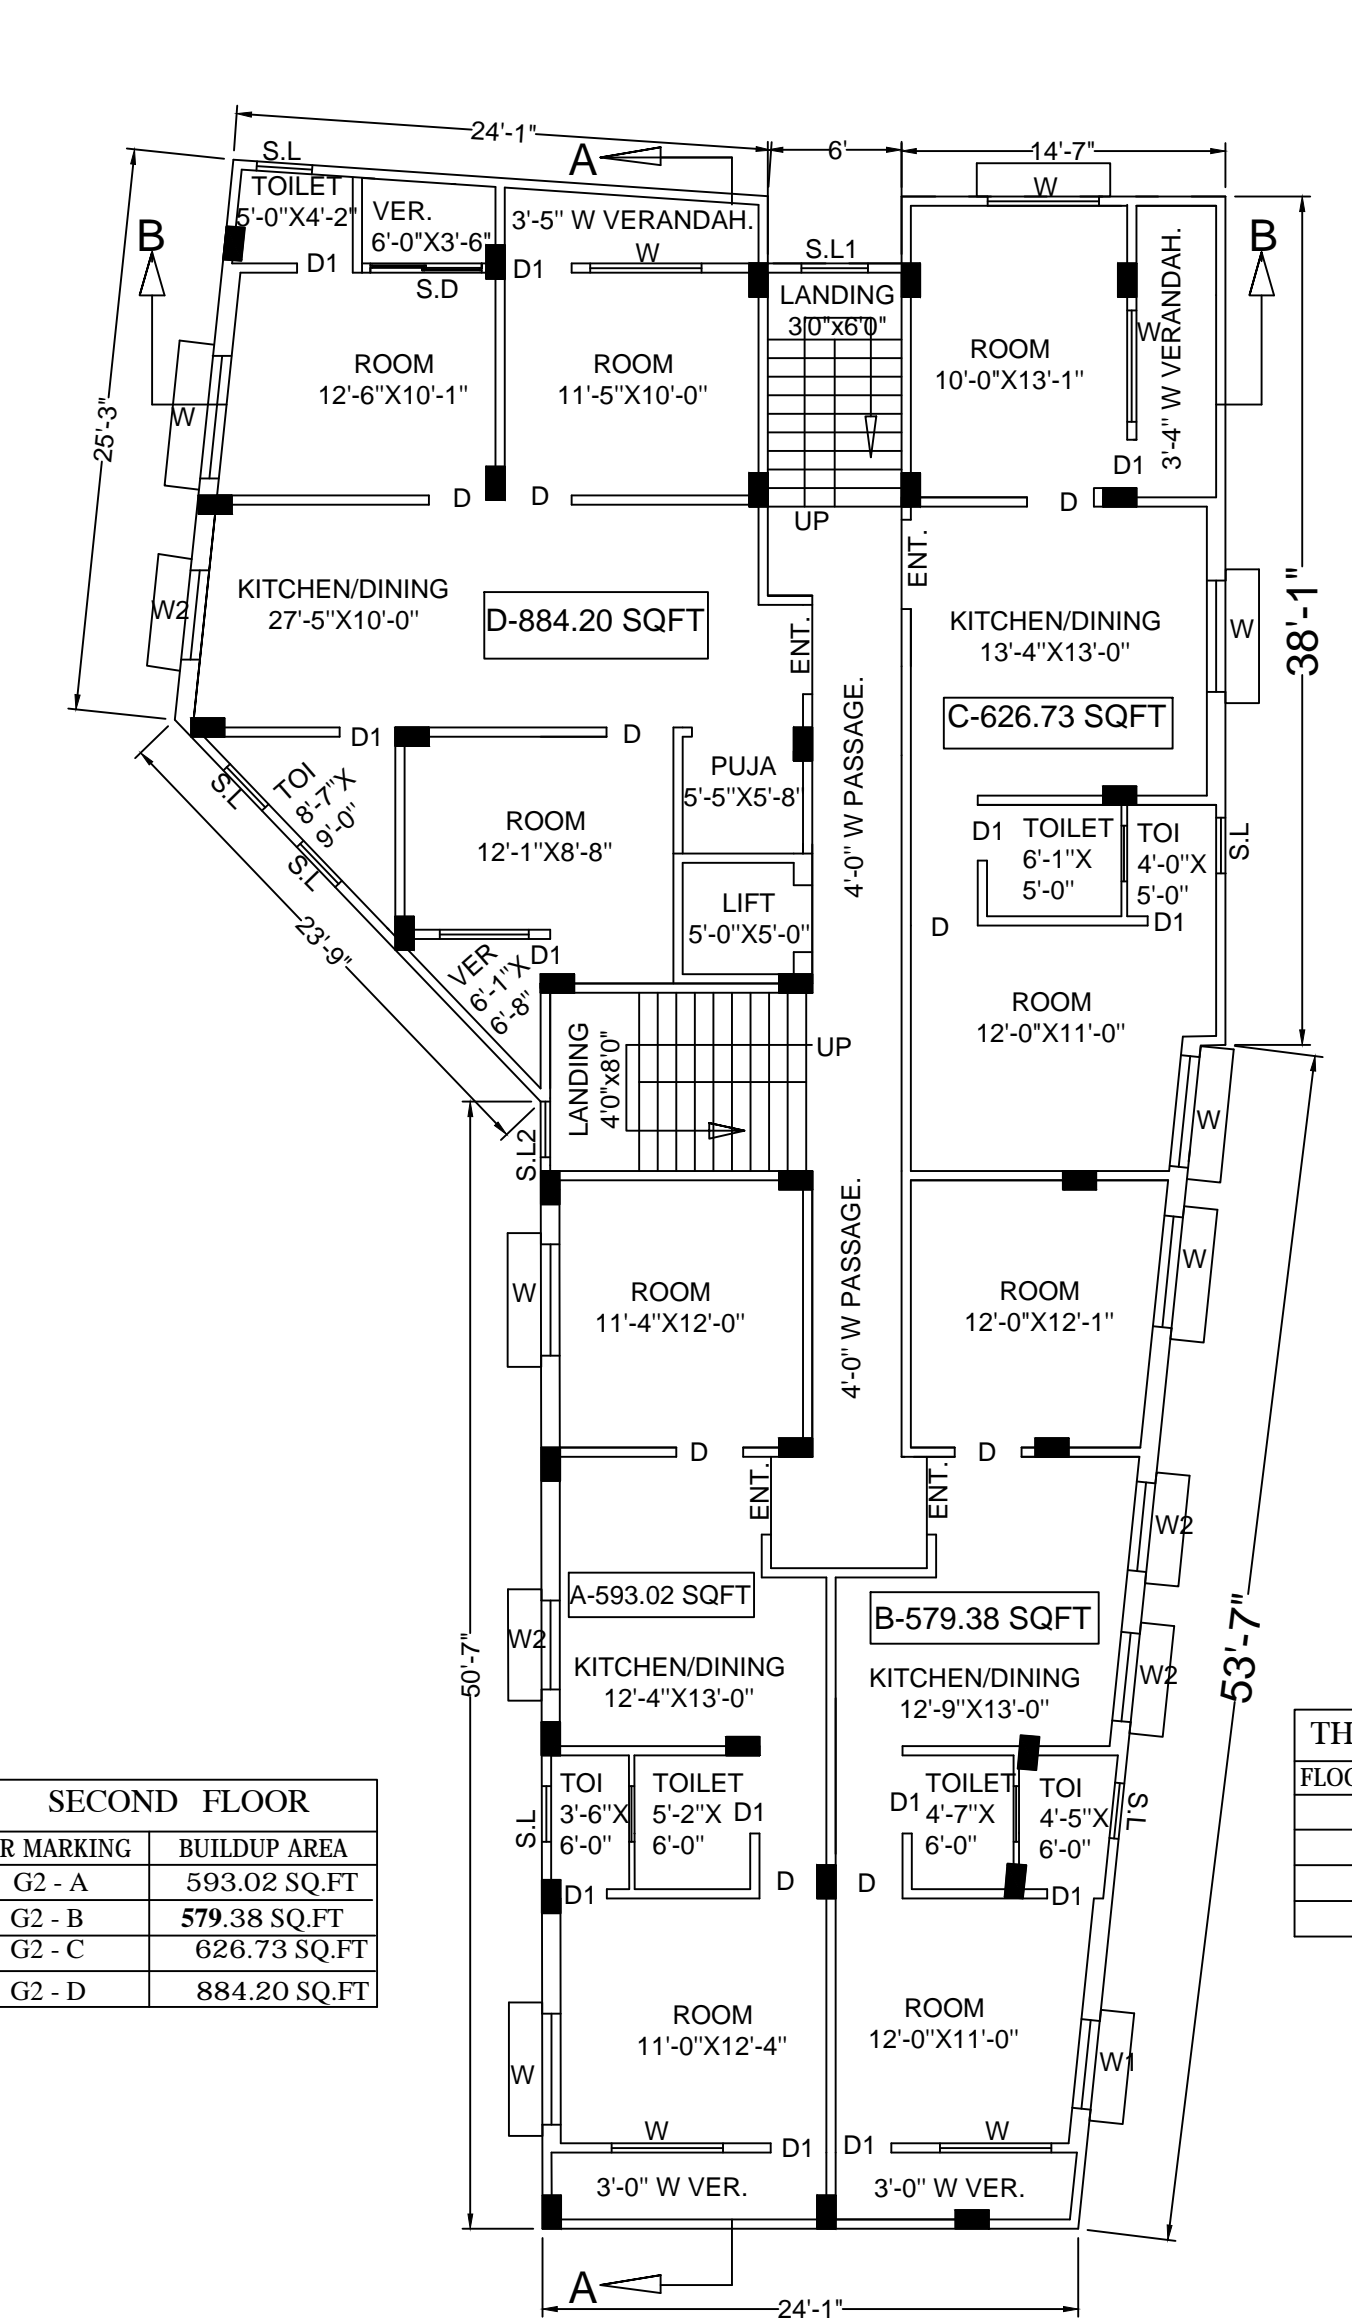 24'-1"
6'
14'-7"
A
S.L
TOILET
5'-0"X4'-2"
VER.
6'-0"X3'-6"
3'-5" W VERANDAH.
W
W
B
B
D1
S.D
D1
S.L1
LANDING
3'0"x6'0"
3'-4" W VERANDAH.
W
ROOM
12'-6"X10'-1"
ROOM
11'-5"X10'-0"
ROOM
10'-0"X13'-1"
25'-3"
W
D1
D
D
D
UP
ENT.
38'-1"
W2
KITCHEN/DINING
27'-5"X10'-0"
D-884.20 SQFT
ENT.
KITCHEN/DINING
13'-4"X13'-0"
W
C-626.73 SQFT
D1
D
4'-0" W PASSAGE.
PUJA
5'-5"X5'-8"
S.L
TOI
8'-7"X
9'-0"
ROOM
12'-1"X8'-8"
D1
TOILET
6'-1"X
5'-0"
TOI
4'-0"X
5'-0"
S.L
S.L
23'-9"
LIFT
5'-0"X5'-0"
D
D1
VER
6'-1"X
6'-8"
D1
ROOM
12'-0"X11'-0"
LANDING
4'0"x8'0"
UP
S.L2
W
4'-0" W PASSAGE.
W
W
ROOM
11'-4"X12'-0"
ROOM
12'-0"X12'-1"
D
D
ENT.
ENT.
W2
A-593.02 SQFT
B-579.38 SQFT
53'-7"
50'-7"
W2
W2
KITCHEN/DINING
12'-4"X13'-0"
KITCHEN/DINING
12'-9"X13'-0"
TH
FLOO
SECOND FLOOR
R MARKING BUILDUP AREA
G2 - A 593.02 SQ.FT
G2 - B 579.38 SQ.FT
G2 - C 626.73 SQ.FT
G2 - D 884.20 SQ.FT
S.L
TOI
3'-6"X
6'-0"
TOILET
5'-2"X
6'-0"
D1
D1
TOILET
4'-7"X
6'-0"
TOI
4'-5"X
6'-0"
S.L
D1
D
D
D1
ROOM
11'-0"X12'-4"
ROOM
12'-0"X11'-0"
W
W1
W
D1
D1
W
3'-0" W VER.
3'-0" W VER.
A
24'-1"